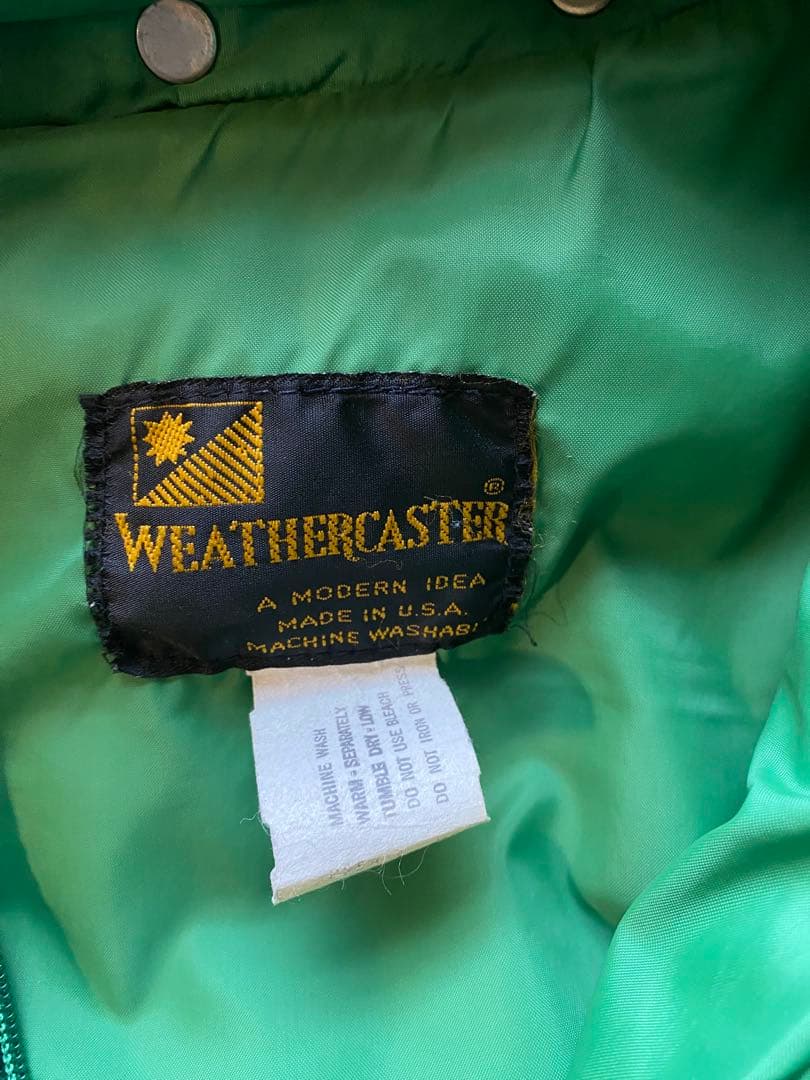 WEATHERCASTER®
A MODERN IDEA
MADE IN U.S.A.
MACHINE WASHAB
MACHINE WASH
WARM • SEPARATELY
TUMBLE DRY • LOW
DO NOT USE BLEACH
DO NOT IRON OR PRESS